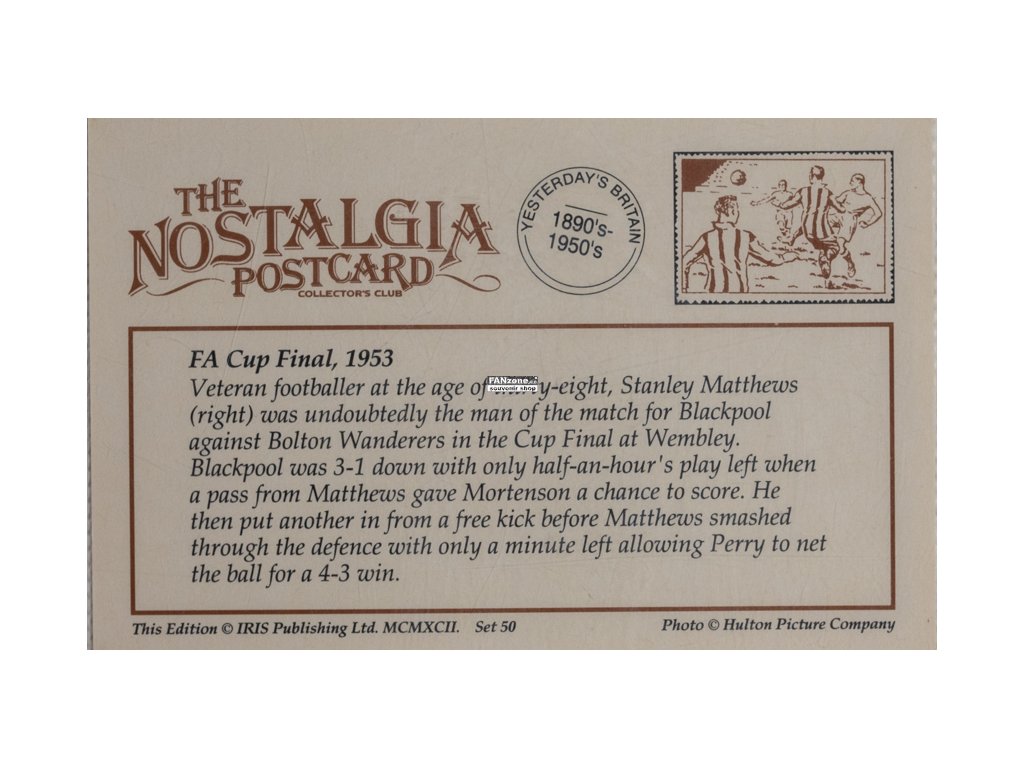 THE
NOSTALGIA
POSTCARD
COLLECTOR'S CLUB
YESTERDAY'S BRITAIN
1890's-
1950's
FA Cup Final, 1953
Veteran footballer at the age of -eight, Stanley Matthews
FANzone.cz
souvenir shop
(right) was undoubtedly the man of the match for Blackpool
against Bolton Wanderers in the Cup Final at Wembley.
Blackpool was 3-1 down with only half-an-hour's play left when
a pass from Matthews gave Mortenson a chance to score. He
then put another in from a free kick before Matthews smashed
through the defence with only a minute left allowing Perry to net
the ball for a 4-3 win.
This Edition © IRIS Publishing Ltd. MCMXCII. Set 50
Photo © Hulton Picture Company